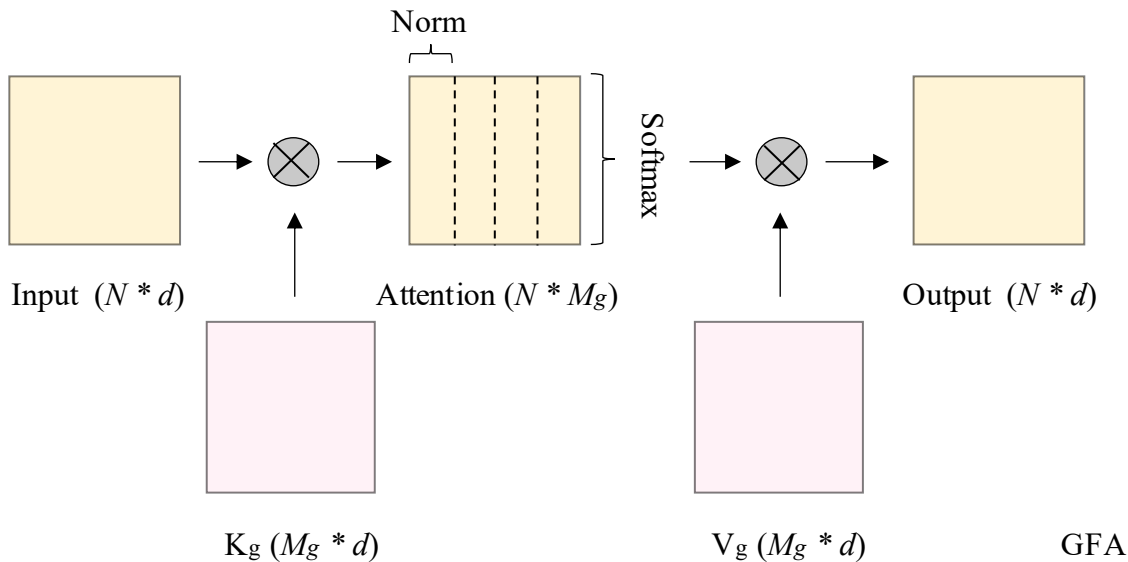 Norm
Softmax
Input (N * d)
Attention (N * Mg)
Output (N * d)
Kg (Mg * d)
Vg (Mg * d)
GFA